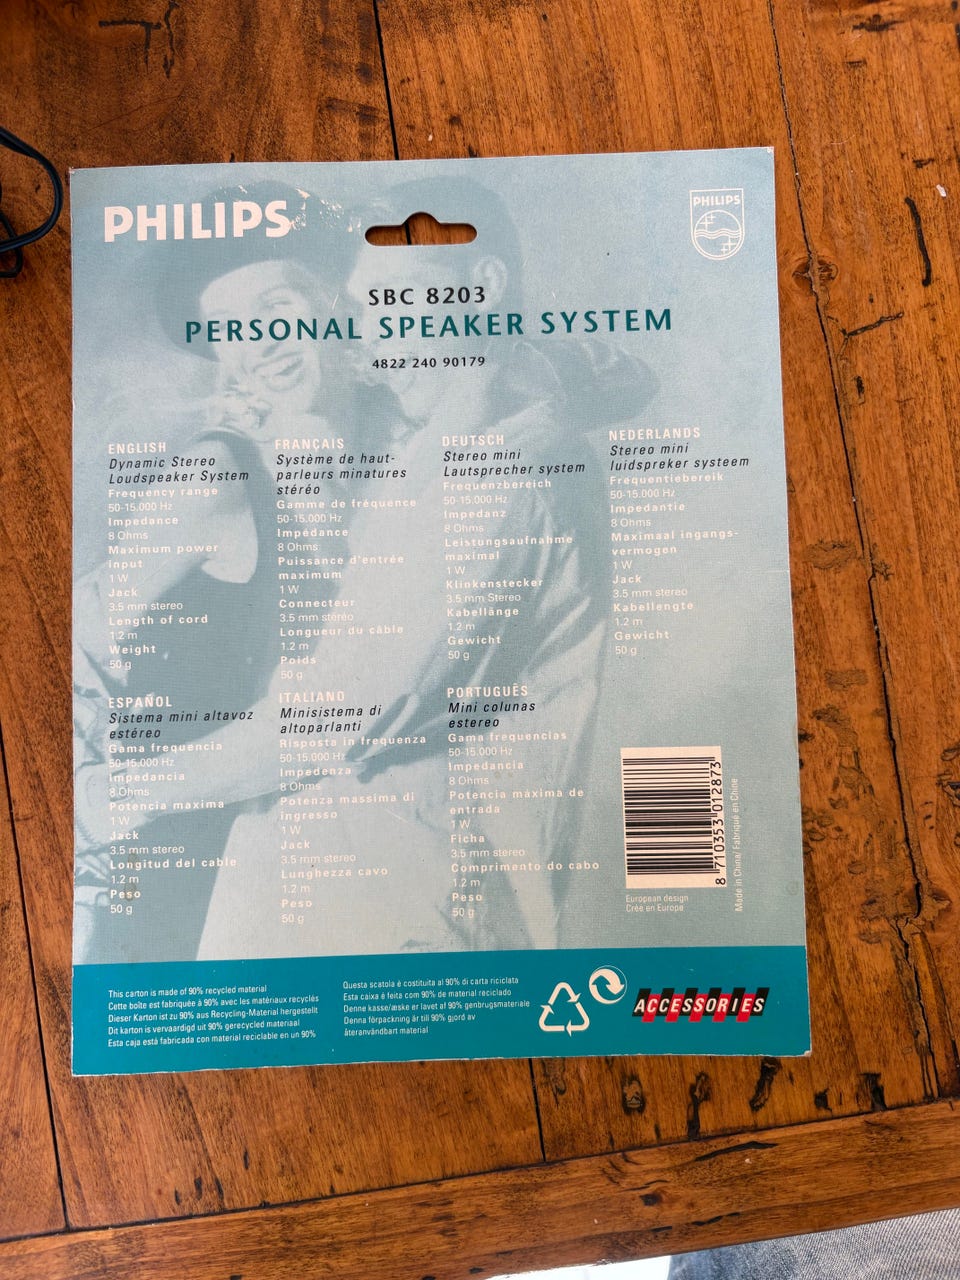 PHILIPS
PHILIPS
SBC 8203
PERSONAL SPEAKER SYSTEM
4822 240 90179
ENGLISH
Dynamic Stereo
Loudspeaker System
Frequency range
50-15.000 Hz
Impedance
8 Ohms
Maximum power
input
1 W
Jack
3.5 mm stereo
Length of cord
1.2 m
Weight
50 g
FRANÇAIS
Système de haut-
parleurs minatures
stéréo
Gamme de fréquence
50-15.000 Hz
Impédance
8 Ohms
Puissance d'entrée
maximum
1 W
Connecteur
3.5 mm stéréo
Longueur du câble
1.2 m
Poids
50 g
DEUTSCH
Stereo mini
Lautsprecher system
Frequenzbereich
50-15.000 Hz
Impedanz
8 Ohms
Leistungsaufnahme
maximal
1 W
Klinkenstecker
3.5 mm Stereo
Kabellänge
1.2 m
Gewicht
50 g
NEDERLANDS
Stereo mini
luidspreker systeem
Frequentiebereik
50-15.000 Hz
Impedantie
8 Ohms
Maximaal ingangs-
vermogen
1 W
Jack
3.5 mm stereo
Kabellengte
1.2 m
Gewicht
50 g
ESPAÑOL
Sistema mini altavoz
estéreo
Gama frequencia
50-15.000 Hz
Impedancia
8 Ohms
Potencia maxima
1 W
Jack
3.5 mm stereo
Longitud del cable
1.2 m
Peso
50 g
ITALIANO
Minisistema di
altoparlanti
Risposta in frequenza
50-15.000 Hz
Impedenza
8 Ohms
Potenza massima di
ingresso
1 W
Jack
3.5 mm stereo
Lunghezza cavo
1.2 m
Peso
50 g
PORTUGUÊS
Mini colunas
estereo
Gama frequencias
50-15.000 Hz
Impedancia
8 Ohms
Potência máxima de
entrada
1 W
Ficha
3.5 mm stereo
Comprimento do cabo
1.2 m
Peso
50 g
8 710353 012873
Made in China/ Fabriqué en Chine
European design
Crée en Europe
This carton is made of 90% recycled material
Cette boîte est fabriquée à 90% avec les matériaux recyclés
Dieser Karton ist zu 90% aus Recycling-Material hergestellt
Dit karton is vervaardigd uit 90% gerecycled materiaal
Esta caja está fabricada con material reciclable en un 90%
Questa scatola è costituita al 90% di carta riciclata
Esta caixa é feita com 90% de material reciclado
Denne kasse/æske er lavet af 90% genbrugsmateriale
Denna förpackning är till 90% gjord av
återanvändbart material
ACCESSORIES